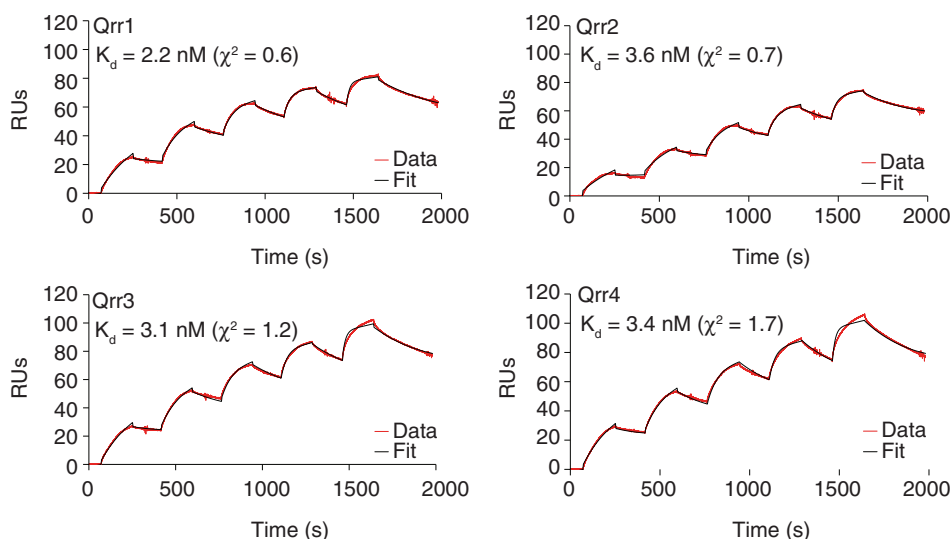 Qrr1
K_d = 2.2 nM (χ² = 0.6)
120
100
80
60
40
20
0
RUs
Data
Fit
0 500 1000 1500 2000
Time (s)
Qrr2
K_d = 3.6 nM (χ² = 0.7)
120
100
80
60
40
20
0
RUs
Data
Fit
0 500 1000 1500 2000
Time (s)
Qrr3
K_d = 3.1 nM (χ² = 1.2)
120
100
80
60
40
20
0
RUs
Data
Fit
0 500 1000 1500 2000
Time (s)
Qrr4
K_d = 3.4 nM (χ² = 1.7)
120
100
80
60
40
20
0
RUs
Data
Fit
0 500 1000 1500 2000
Time (s)